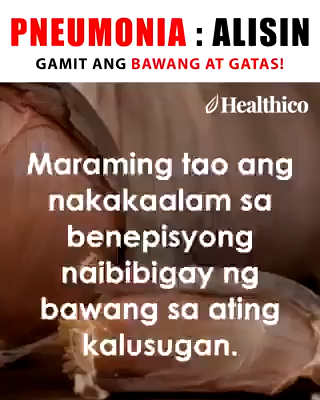 PNEUMONIA : ALISIN
GAMIT ANG BAWANG AT GATAS!
Healthico
Maraming tao ang
nakakaalam sa
benepisyong
naibibigay ng
bawang sa ating
kalusugan.